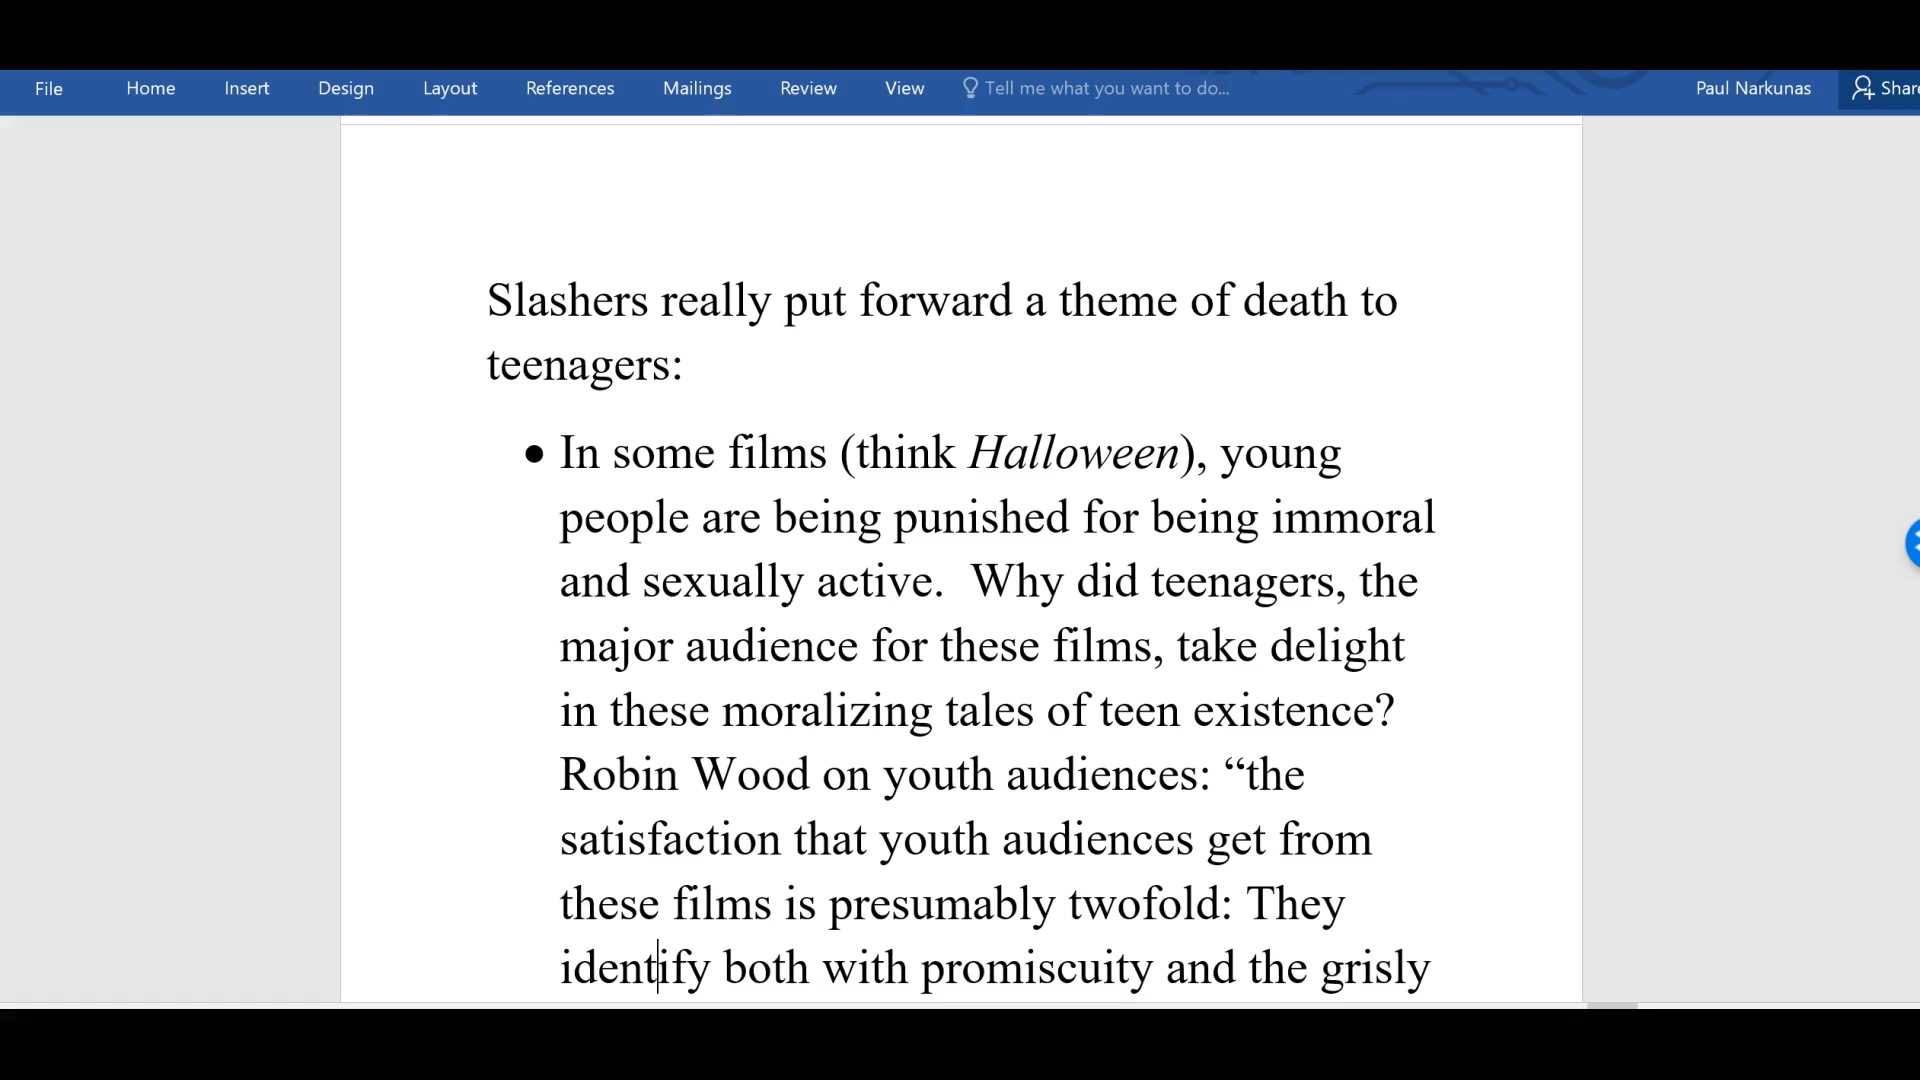 File Home Insert Design Layout References Mailings Review View Tell me what you want to do... Paul Narkunas Share
Slashers really put forward a theme of death to
teenagers:
• In some films (think Halloween), young
people are being punished for being immoral
and sexually active.  Why did teenagers, the
major audience for these films, take delight
in these moralizing tales of teen existence?
Robin Wood on youth audiences: “the
satisfaction that youth audiences get from
these films is presumably twofold: They
identify both with promiscuity and the grisly